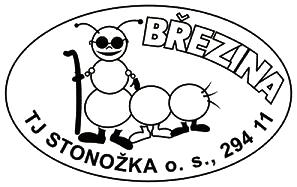 BŘEZINA
TJ STONOŽKA o. s., 294 11